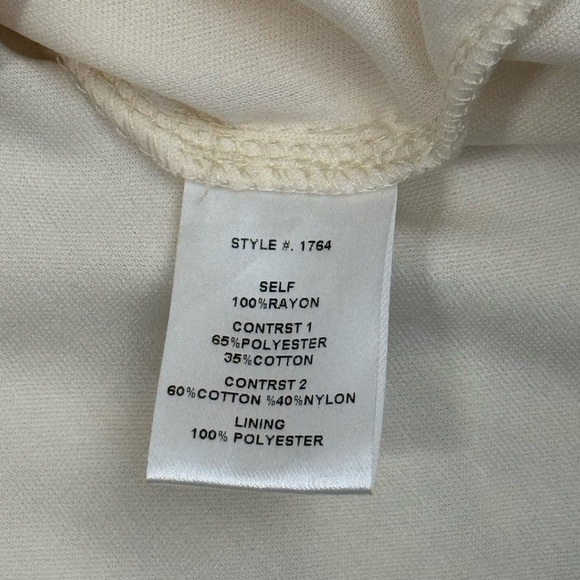 STYLE #. 1764
SELF
100%RAYON
CONTRST 1
65%POLYESTER
35%COTTON
CONTRST 2
60%COTTON %40%NYLON
LINING
100% POLYESTER